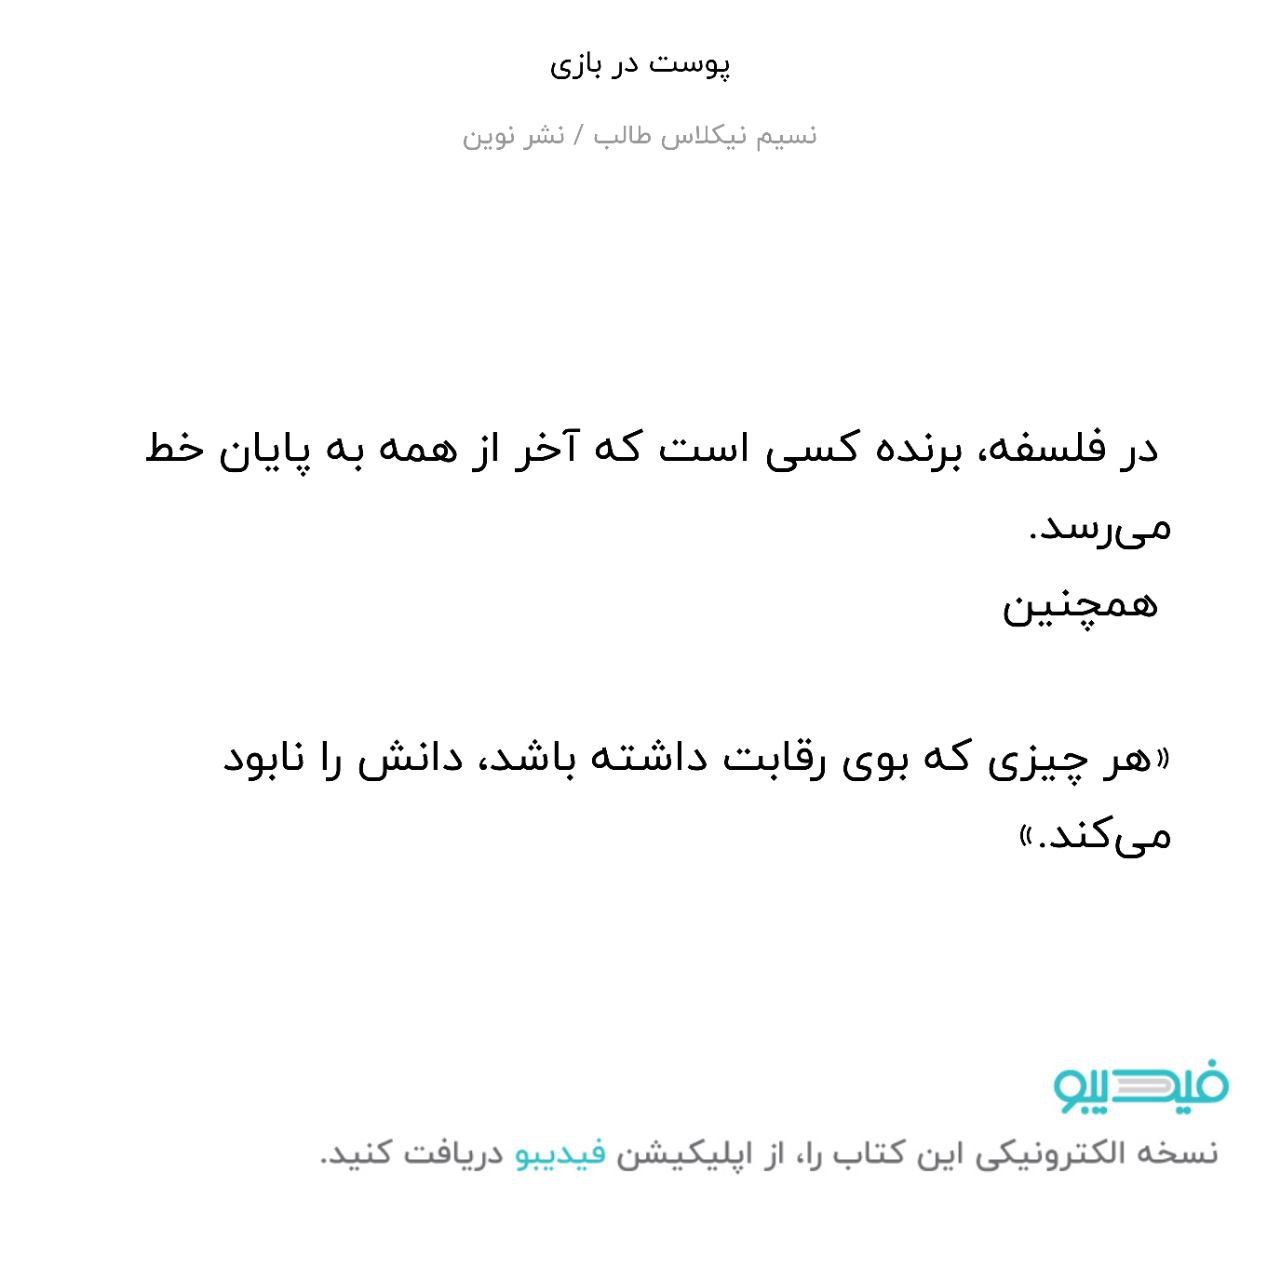 پوست در بازی
نسیم نیکلاس طالب / نشر نوین
در فلسفه، برنده کسی است که آخر از همه به پایان خط
می‌رسد.
همچنین
«هر چیزی که بوی رقابت داشته باشد، دانش را نابود
می‌کند.»
فیدیبو
نسخه الکترونیکی این کتاب را، از اپلیکیشن فیدیبو دریافت کنید.